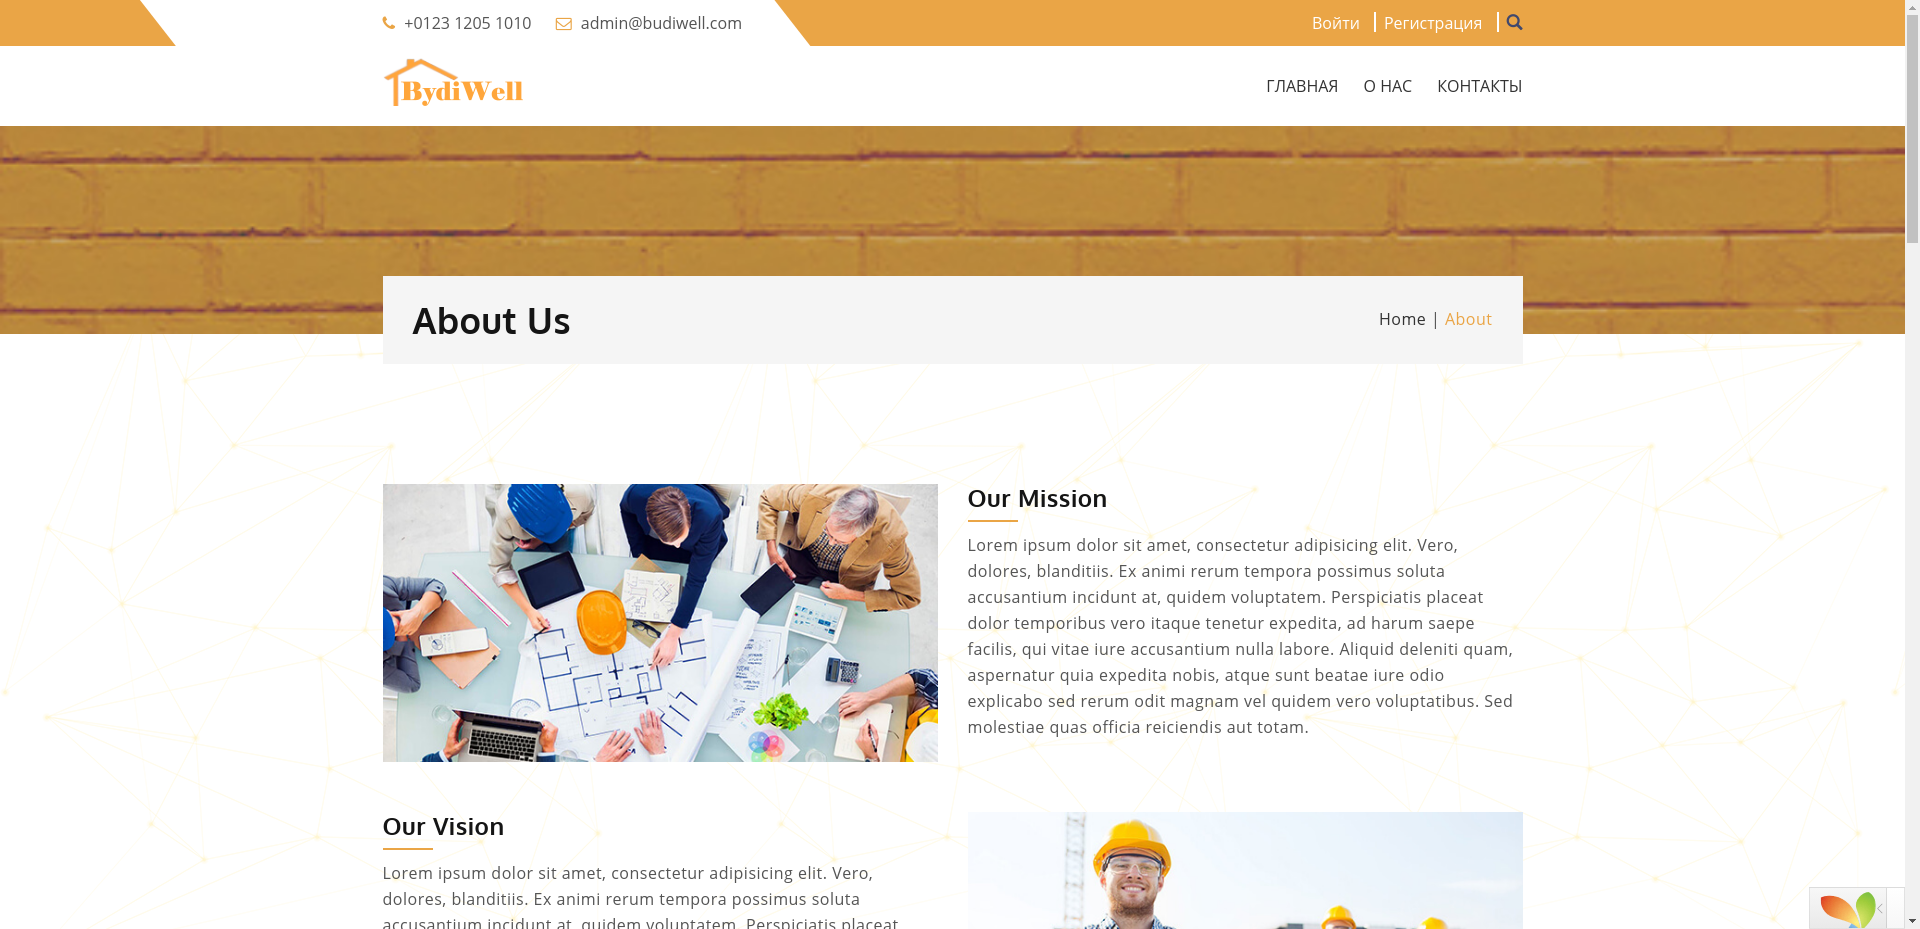 +0123 1205 1010
admin@budiwell.com
Войти
Регистрация
BydiWell
ГЛАВНАЯ
О НАС
КОНТАКТЫ
About Us
Home | About
Our Mission
Lorem ipsum dolor sit amet, consectetur adipisicing elit. Vero,
dolores, blanditiis. Ex animi rerum tempora possimus soluta
accusantium incidunt at, quidem voluptatem. Perspiciatis placeat
dolor temporibus vero itaque tenetur expedita, ad harum saepe
facilis, qui vitae iure accusantium nulla labore. Aliquid deleniti quam,
aspernatur quia expedita nobis, atque sunt beatae iure odio
explicabo sed rerum odit magnam vel quidem vero voluptatibus. Sed
molestiae quas officia reiciendis aut totam.
Our Vision
Lorem ipsum dolor sit amet, consectetur adipisicing elit. Vero,
dolores, blanditiis. Ex animi rerum tempora possimus soluta
accusantium incidunt at, quidem voluptatem. Perspiciatis placeat